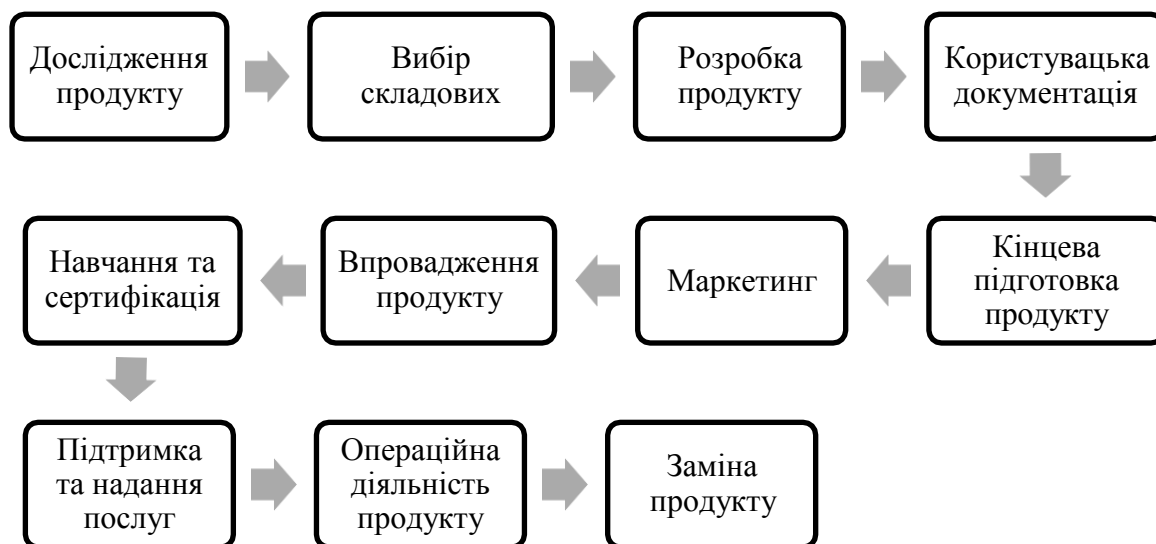 Дослідження
продукту
Вибір
складових
Розробка
продукту
Користувацька
документація
Кінцева
підготовка
продукту
Маркетинг
Впровадження
продукту
Навчання та
сертифікація
Підтримка
та надання
послуг
Операційна
діяльність
продукту
Заміна
продукту